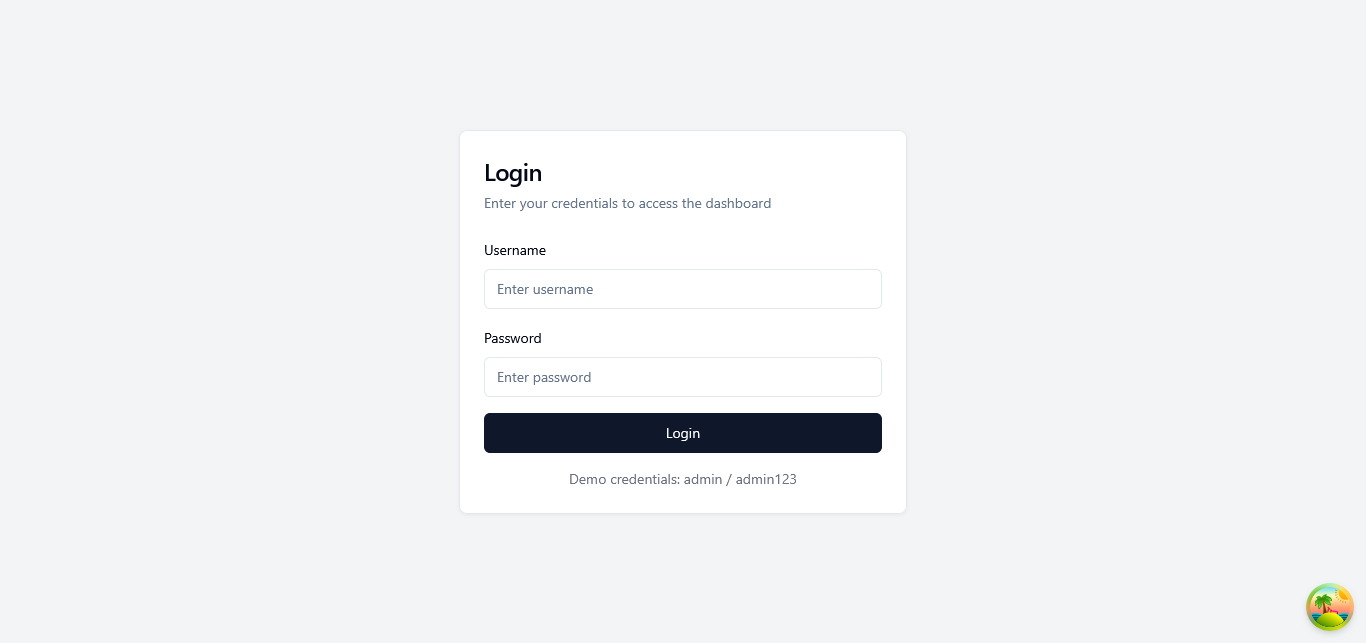 Login
Enter your credentials to access the dashboard
Username
Enter username
Password
Enter password
Login
Demo credentials: admin / admin123